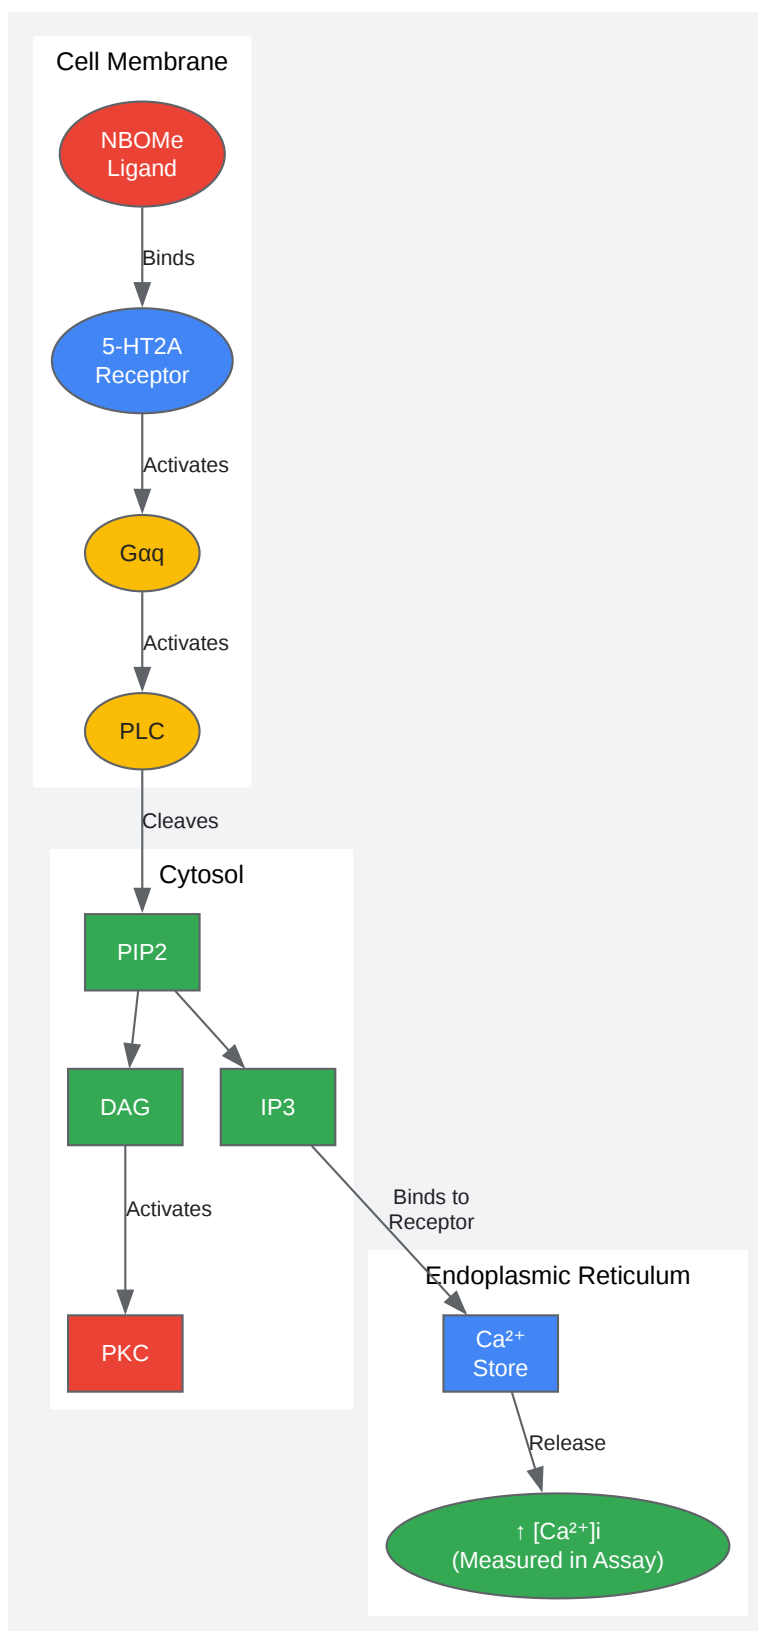 Cell Membrane
NBOMe
Ligand
Binds
5-HT2A
Receptor
Activates
Gαq
Activates
PLC
Cleaves
Cytosol
PIP2
DAG
IP3
Binds to
Receptor
Activates
Endoplasmic Reticulum
PKC
Ca²⁺
Store
Release
↑ [Ca²⁺]i
(Measured in Assay)